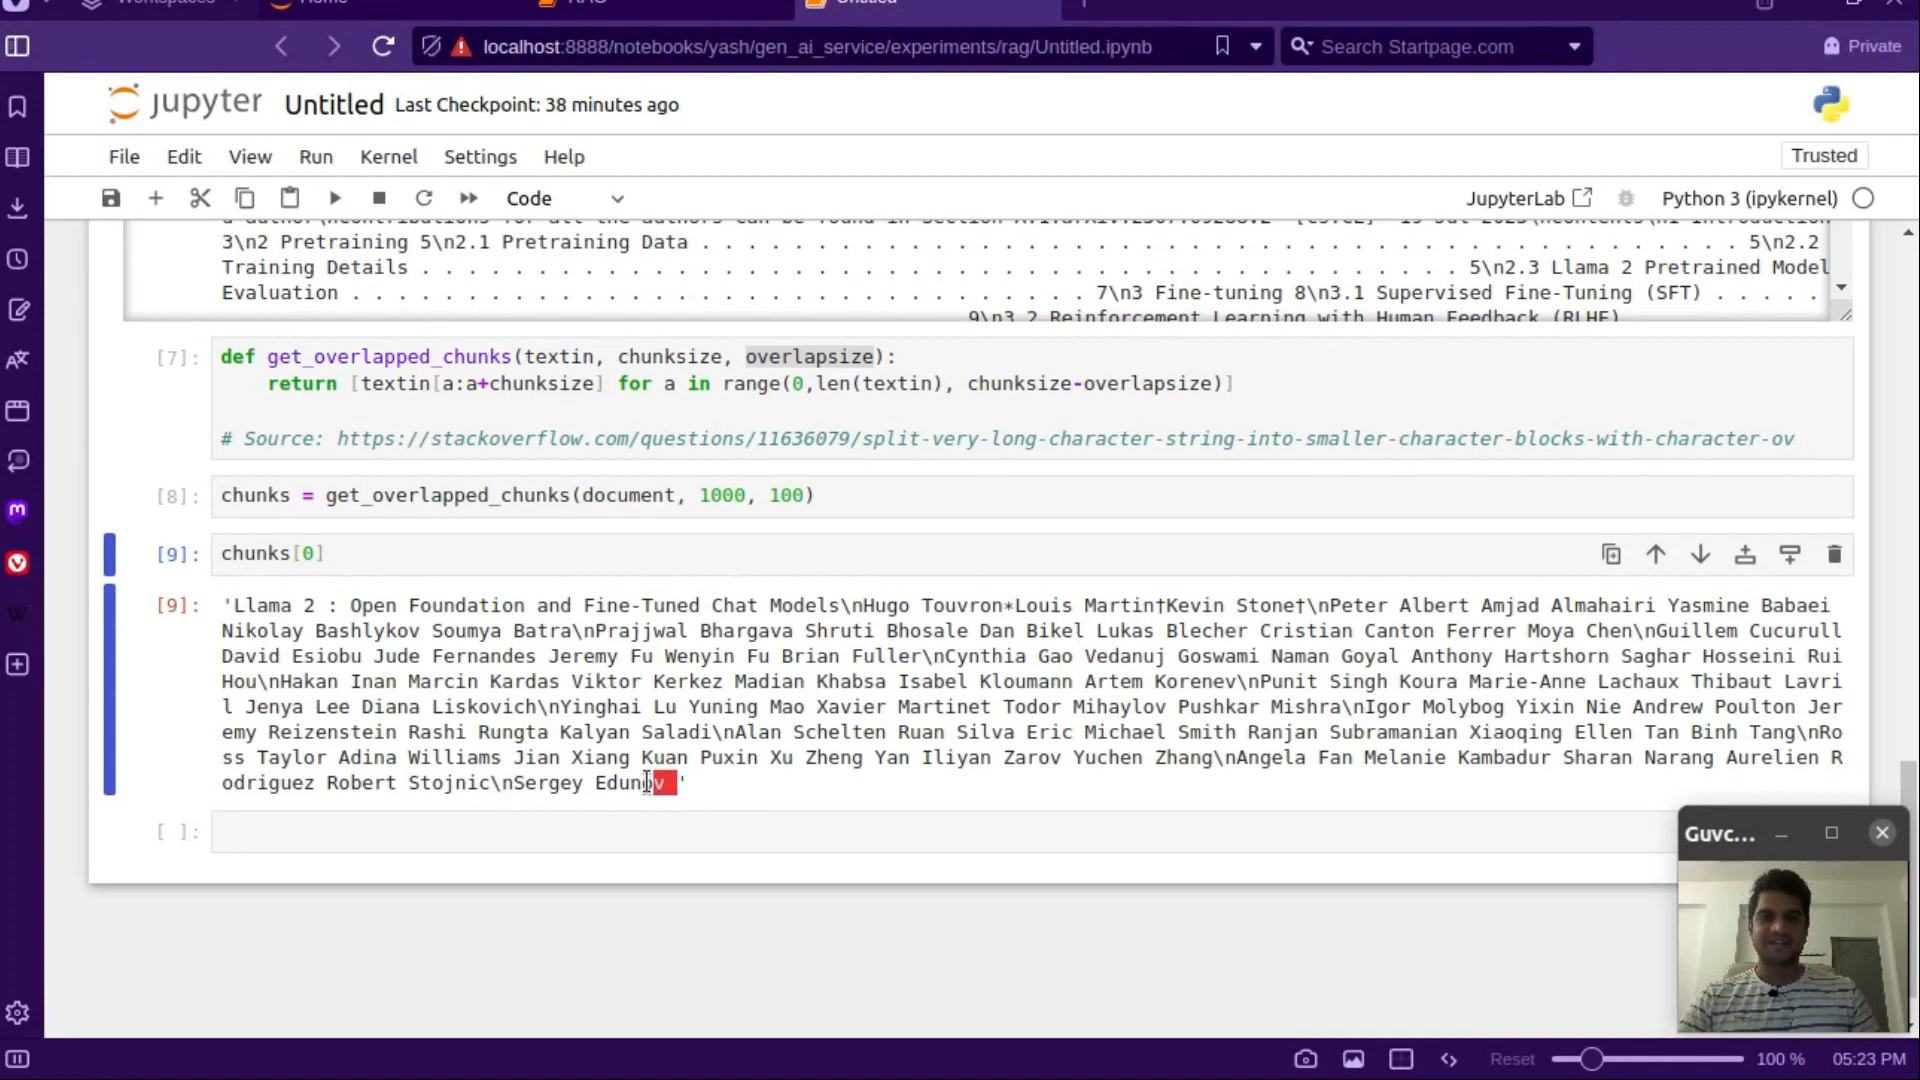 Workspaces
Home
RAG
Untitled
localhost:8888/notebooks/yash/gen_ai_service/experiments/rag/Untitled.ipynb
Search Startpage.com
Private
jupyter Untitled Last Checkpoint: 38 minutes ago
File Edit View Run Kernel Settings Help
Trusted
Code
JupyterLab
Python 3 (ipykernel)
3\n2 Pretraining 5\n2.1 Pretraining Data . . . . . . . . . . . . . . . . . . . . . . . . . . . . . . . . . . . . . . . . . . . . . 5\n2.2
Training Details . . . . . . . . . . . . . . . . . . . . . . . . . . . . . . . . . . . . . . . . . . . . . 5\n2.3 Llama 2 Pretrained Model
Evaluation . . . . . . . . . . . . . . . . . . . . . . . . . . . . . . . . 7\n3 Fine-tuning 8\n3.1 Supervised Fine-Tuning (SFT) . . . . .
9\n3.2 Reinforcement Learning with Human Feedback (RLHF)
[7]: def get_overlapped_chunks(textin, chunksize, overlapsize):
return [textin[a:a+chunksize] for a in range(0,len(textin), chunksize-overlapsize)]
# Source: https://stackoverflow.com/questions/11636079/split-very-long-character-string-into-smaller-character-blocks-with-character-ov
[8]: chunks = get_overlapped_chunks(document, 1000, 100)
[9]: chunks[0]
[9]: 'Llama 2 : Open Foundation and Fine-Tuned Chat Models\nHugo Touvron*Louis Martin†Kevin Stone†\nPeter Albert Amjad Almahairi Yasmine Babaei
Nikolay Bashlykov Soumya Batra\nPrajjwal Bhargava Shruti Bhosale Dan Bikel Lukas Blecher Cristian Canton Ferrer Moya Chen\nGuillem Cucurull
David Esiobu Jude Fernandes Jeremy Fu Wenyin Fu Brian Fuller\nCynthia Gao Vedanuj Goswami Naman Goyal Anthony Hartshorn Saghar Hosseini Rui
Hou\nHakan Inan Marcin Kardas Viktor Kerkez Madian Khabsa Isabel Kloumann Artem Korenev\nPunit Singh Koura Marie-Anne Lachaux Thibaut Lavri
l Jenya Lee Diana Liskovich\nYinghai Lu Yuning Mao Xavier Martinet Todor Mihaylov Pushkar Mishra\nIgor Molybog Yixin Nie Andrew Poulton Jer
emy Reizenstein Rashi Rungta Kalyan Saladi\nAlan Schelten Ruan Silva Eric Michael Smith Ranjan Subramanian Xiaoqing Ellen Tan Binh Tang\nRo
ss Taylor Adina Williams Jian Xiang Kuan Puxin Xu Zheng Yan Iliyan Zarov Yuchen Zhang\nAngela Fan Melanie Kambadur Sharan Narang Aurelien R
odriguez Robert Stojnic\nSergey Edunov '
[ ]:
Guvc...
Reset
100 %
05:23 PM